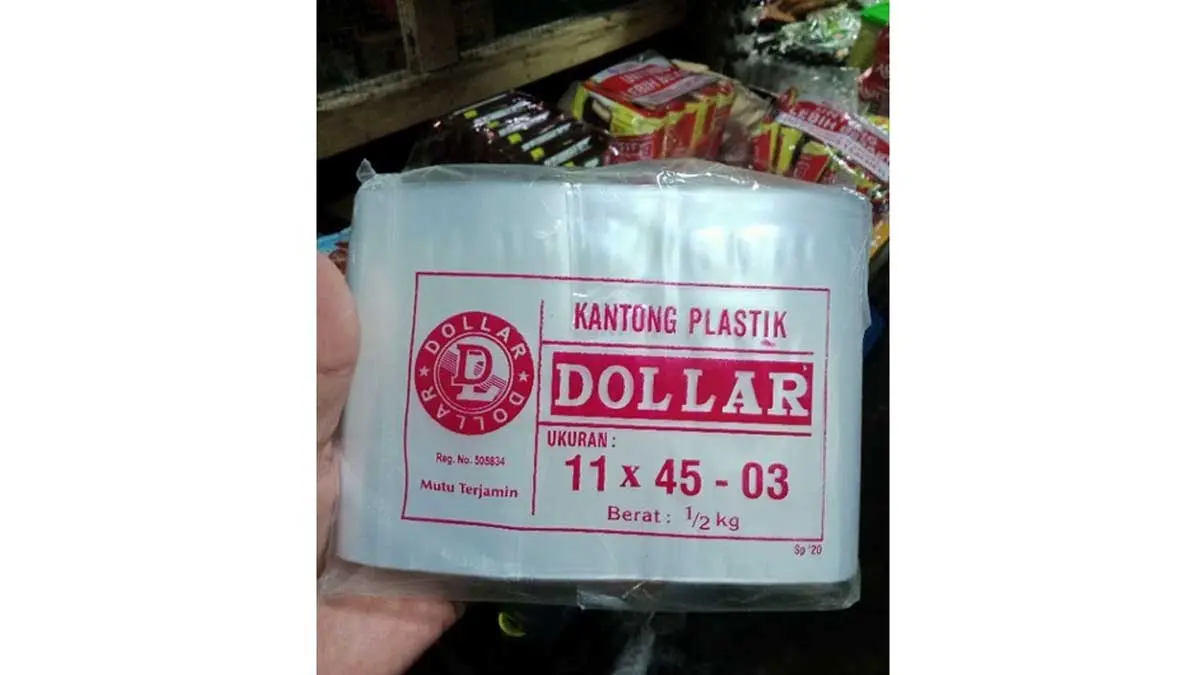 DOLLAR
DOLLAR
DL
Reg. No. 505834
Mutu Terjamin
KANTONG PLASTIK
DOLLAR
UKURAN :
11 x 45 - 03
Berat : 1/2 kg
Sp '20